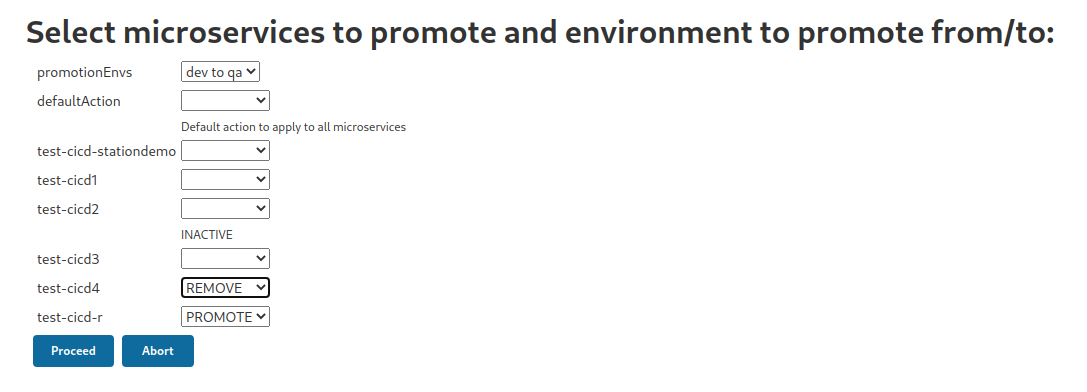 Select microservices to promote and environment to promote from/to:
promotionEnvs dev to qa
defaultAction
Default action to apply to all microservices
test-cicd-stationdemo
test-cicd1
test-cicd2
INACTIVE
test-cicd3
test-cicd4 REMOVE
test-cicd-r PROMOTE
Proceed Abort